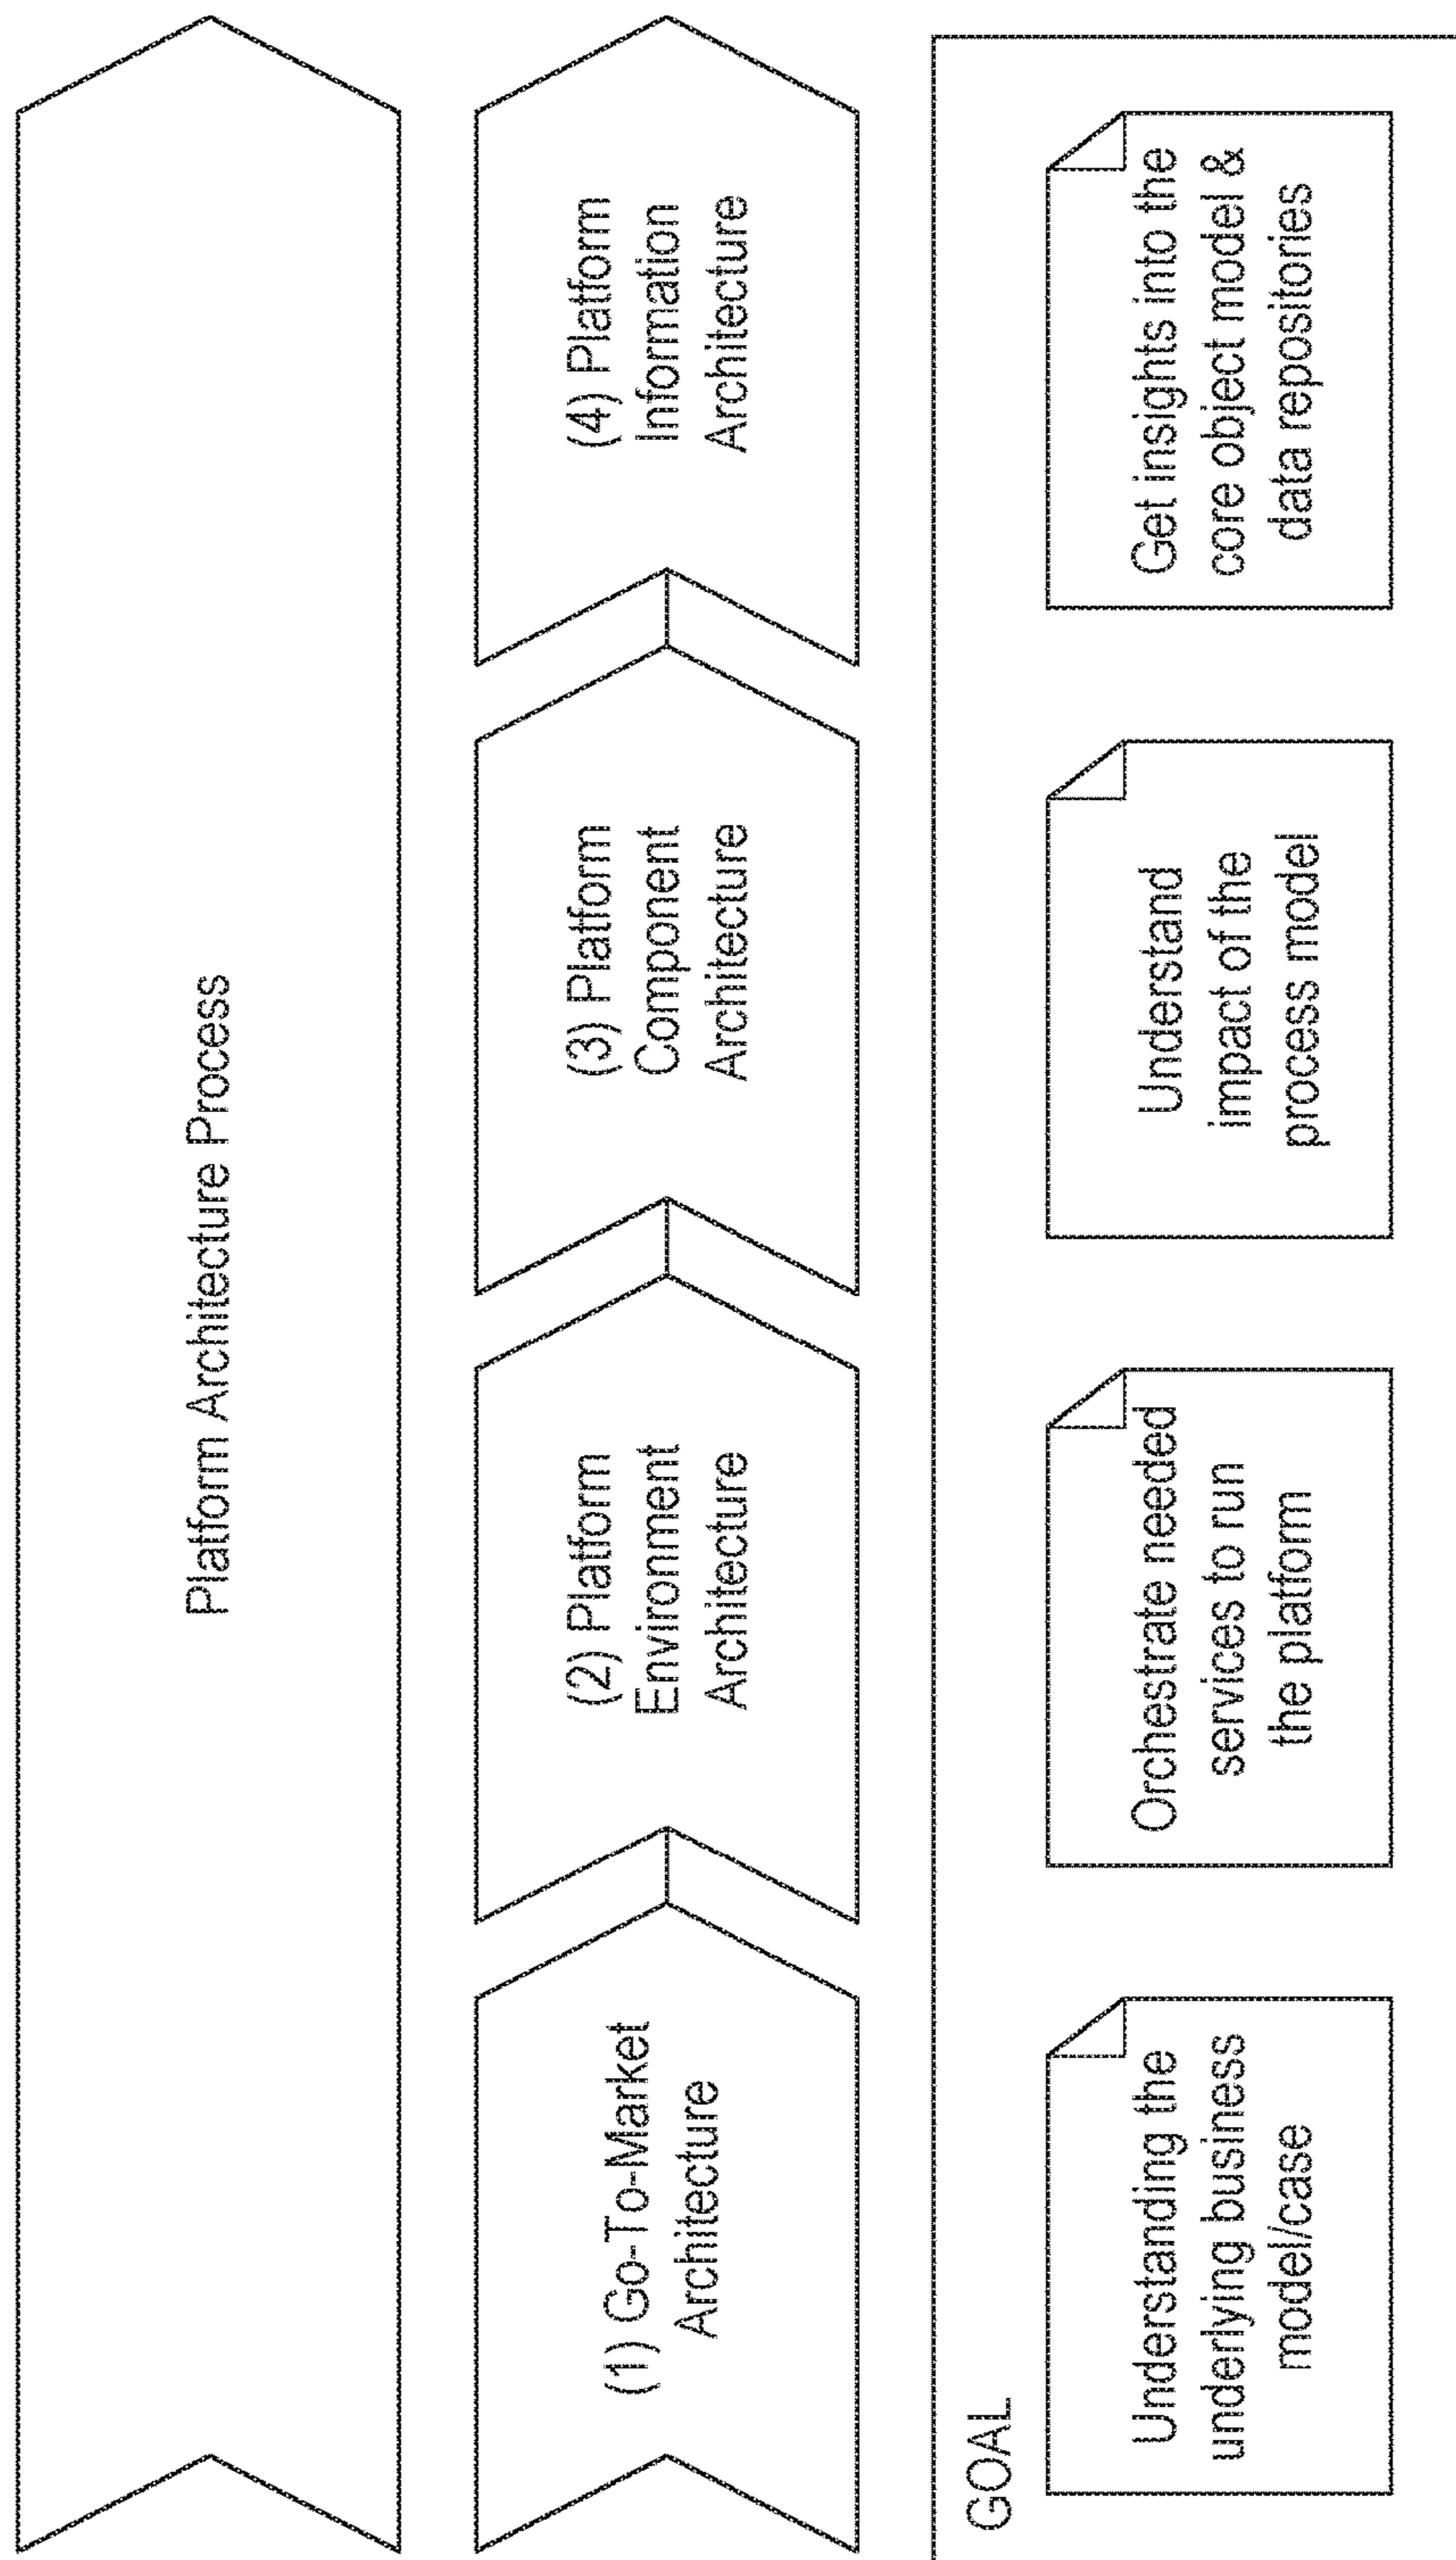 Platform Architecture Process
(1) Go-To-Market
Architecture
(2) Platform
Environment
Architecture
(3) Platform
Component
Architecture
(4) Platform
Information
Architecture
GOAL
Understanding the
underlying business
model/case
Orchestrate needed
services to run
the platform
Understand
impact of the
process model
Get insights into the
core object model &
data repositories